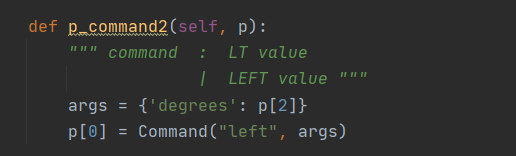 def p_command2(self, p):
""" command  :  LT value
|  LEFT value """
args = {'degrees': p[2]}
p[0] = Command("left", args)